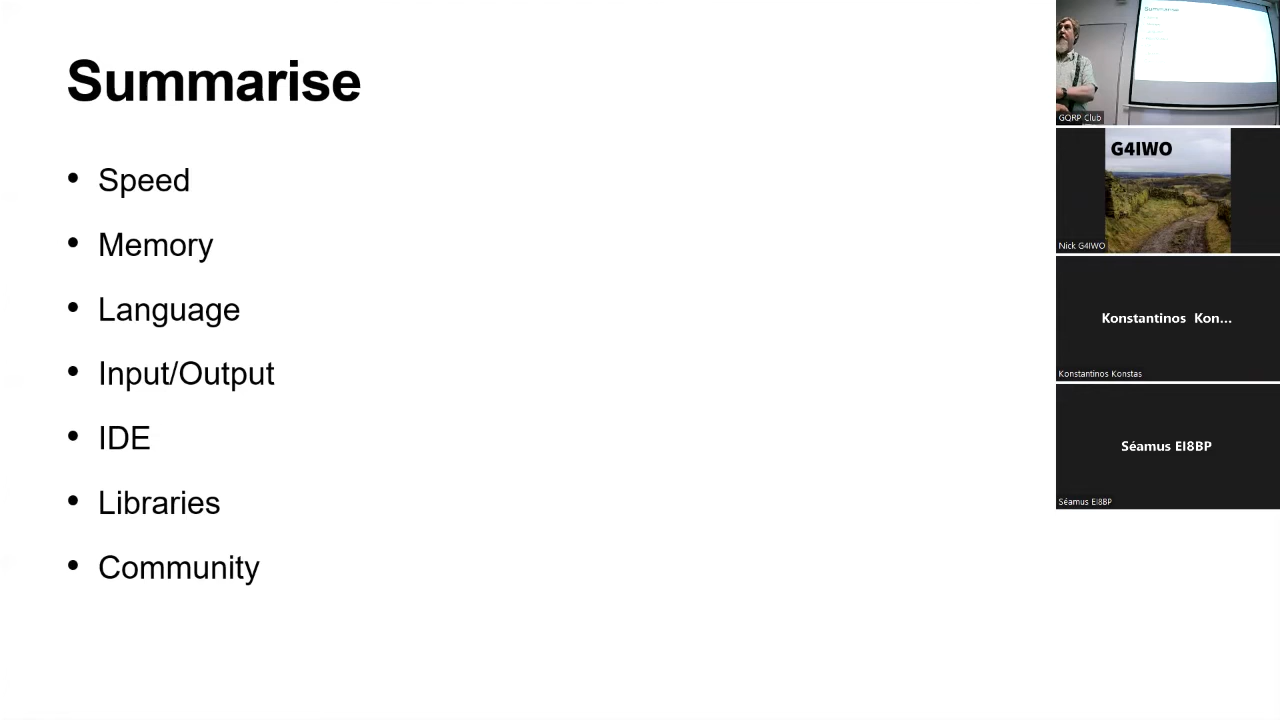 Summarise
• Speed
• Memory
• Language
• Input/Output
• IDE
• Libraries
• Community
Summarise
GQRP Club
G4IWO
Nick G4IWO
Konstantinos Kon...
Konstantinos Konstas
Séamus EI8BP
Séamus EI8BP